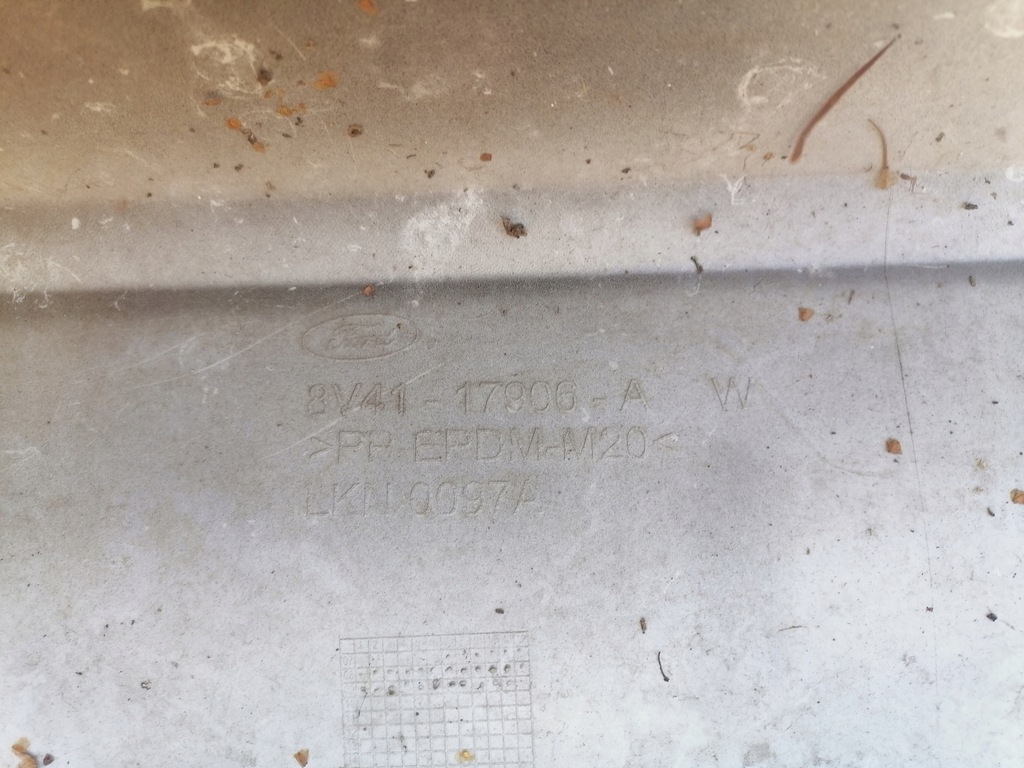 Ford
8V41-17906-A W
>PP-EPDM-M20<
LKN 0097A